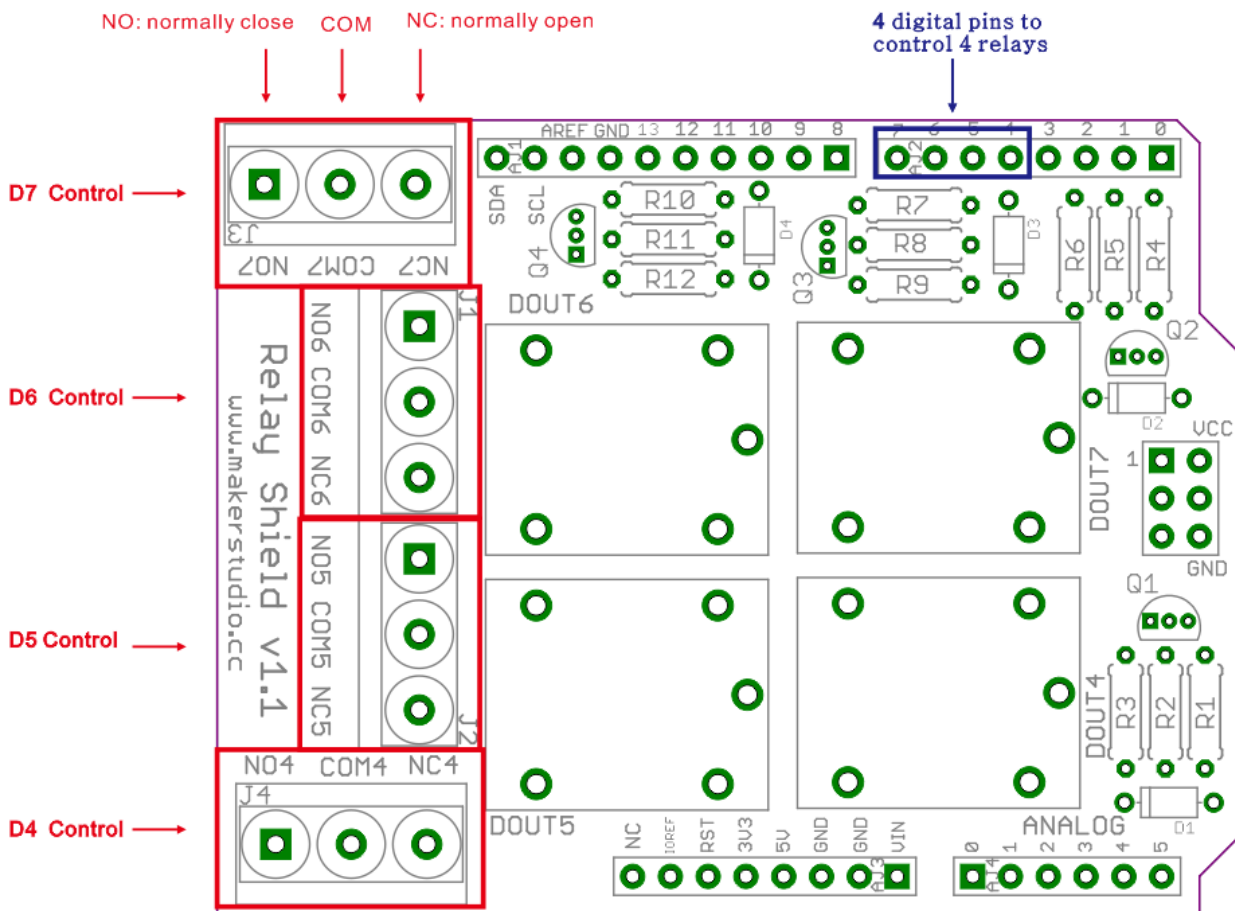 NO: normally close
COM
NC: normally open
4 digital pins to
control 4 relays
D7 Control
D6 Control
D5 Control
D4 Control
J3
NO7 COM7 NC7
AREF GND 13 12 11 10 9 8
AJ1
SDA SCL
7 6 5 4 3 2 1 0
AJ2
Q4
R10
R11
R12
D4
Q3
R7
R8
R9
D3
R6 R5 R4
Q2
D2
DOUT6
J1
NO6 COM6 NC6
Relay Shield v1.1
www.makerstudio.cc
DOUT7
1
VCC
GND
NO5 COM5 NC5
J2
Q1
DOUT4
R3 R2 R1
D1
NO4 COM4 NC4
J4
DOUT5
NC IOREF RST 3V3 5V GND GND VIN
AJ3
ANALOG
0 1 2 3 4 5
AJ4